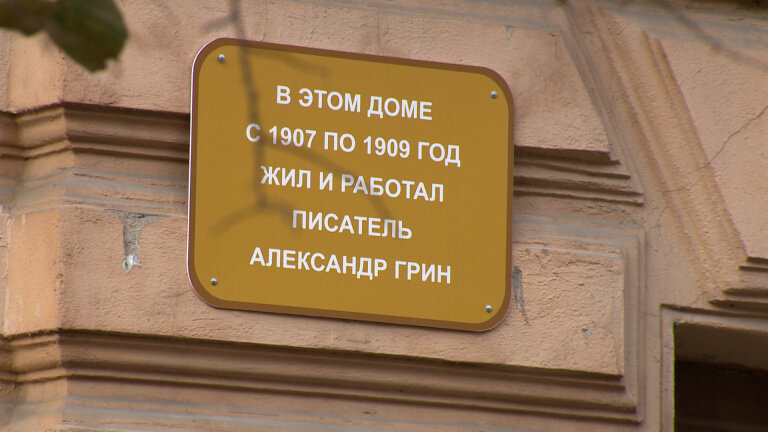 В ЭТОМ ДОМЕ
С 1907 ПО 1909 ГОД
ЖИЛ И РАБОТАЛ
ПИСАТЕЛЬ
АЛЕКСАНДР ГРИН